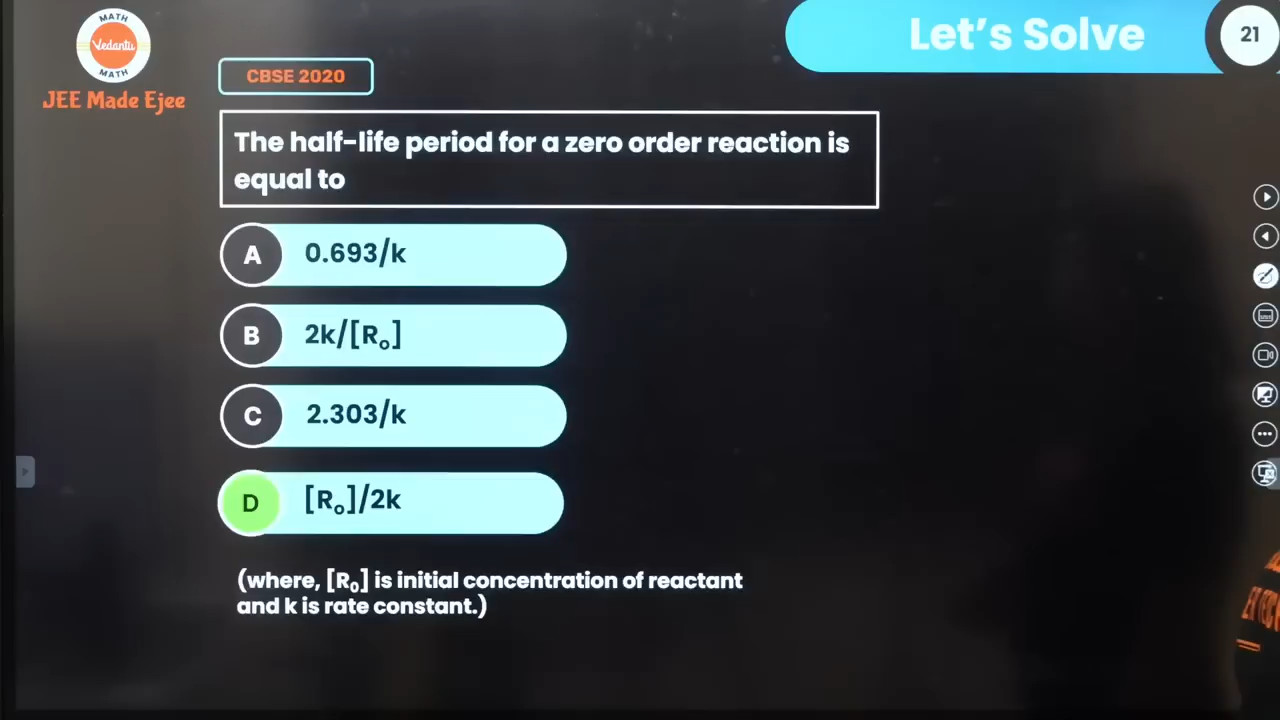 MATH
Vedantu
MATH
JEE Made Ejee
Let's Solve
21
CBSE 2020
The half-life period for a zero order reaction is
equal to
A 0.693/k
B 2k/[R₀]
C 2.303/k
D [R₀]/2k
(where, [R₀] is initial concentration of reactant
and k is rate constant.)